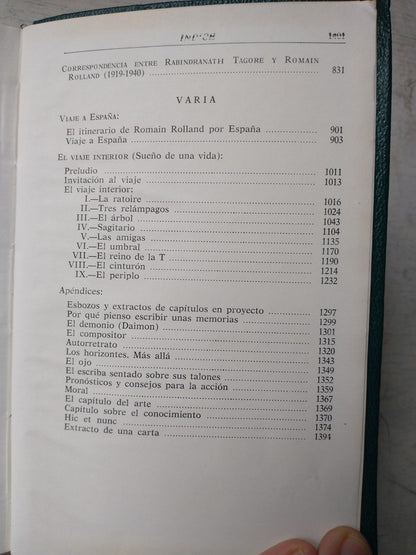 ÍNDICE
CORRESPONDENCIA ENTRE RABINDRANATH TAGORE Y ROMAIN
ROLLAND (1919-1940) 831
VARIA
VIAJE A ESPAÑA:
El itinerario de Romain Rolland por España 901
Viaje a España 903
EL VIAJE INTERIOR (Sueño de una vida):
Preludio 1011
Invitación al viaje 1013
El viaje interior:
I.—La ratoire 1016
II.—Tres relámpagos 1024
III.—El árbol 1043
IV.—Sagitario 1104
V.—Las amigas 1135
VI.—El umbral 1170
VII.—El reino de la T 1190
VIII.—El cinturón 1214
IX.—El periplo 1232
Apéndices:
Esbozos y extractos de capítulos en proyecto 1297
Por qué pienso escribir unas memorias 1299
El demonio (Daimon) 1301
El compositor 1315
Autorretrato 1320
Los horizontes. Más allá 1343
El ojo 1349
El escriba sentado sobre sus talones 1352
Pronósticos y consejos para la acción 1359
Moral 1367
El capítulo del arte 1369
Capítulo sobre el conocimiento 1370
Hic et nunc 1374
Extracto de una carta 1394